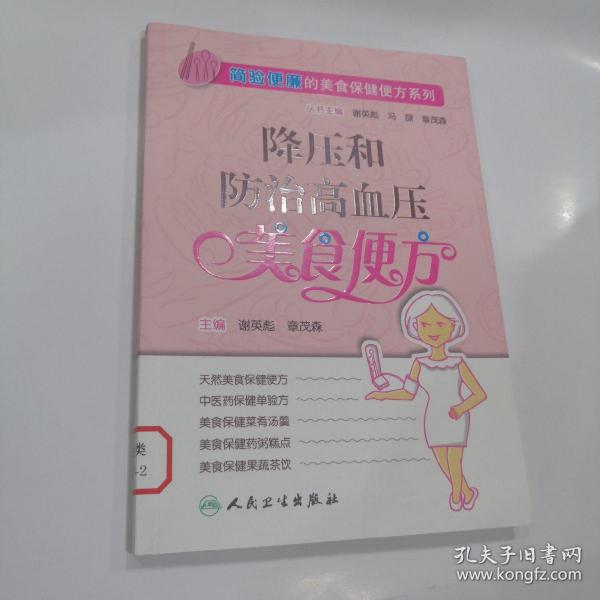 简验便廉的美食保健便方系列
丛书主编 谢英彪 冯 颉 章茂森
降压和
防治高血压
美食便方
主编 谢英彪 章茂森
天然美食保健便方
中医药保健单验方
美食保健菜肴汤羹
美食保健药粥糕点
美食保健果蔬茶饮
类
-2
人民卫生出版社
孔夫子旧书网
www.kongfz.com